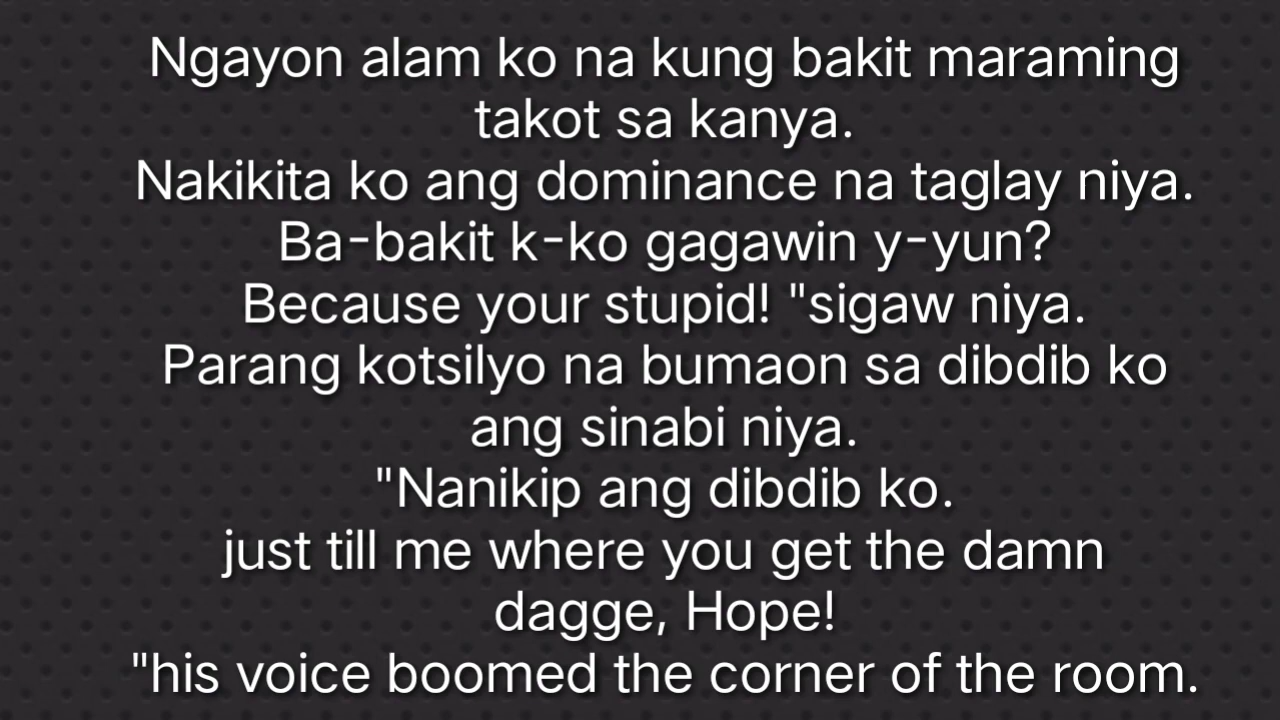 Ngayon alam ko na kung bakit maraming
takot sa kanya.
Nakikita ko ang dominance na taglay niya.
Ba-bakit k-ko gagawin y-yun?
Because your stupid! "sigaw niya.
Parang kotsilyo na bumaon sa dibdib ko
ang sinabi niya.
"Nanikip ang dibdib ko.
just till me where you get the damn
dagge, Hope!
"his voice boomed the corner of the room.